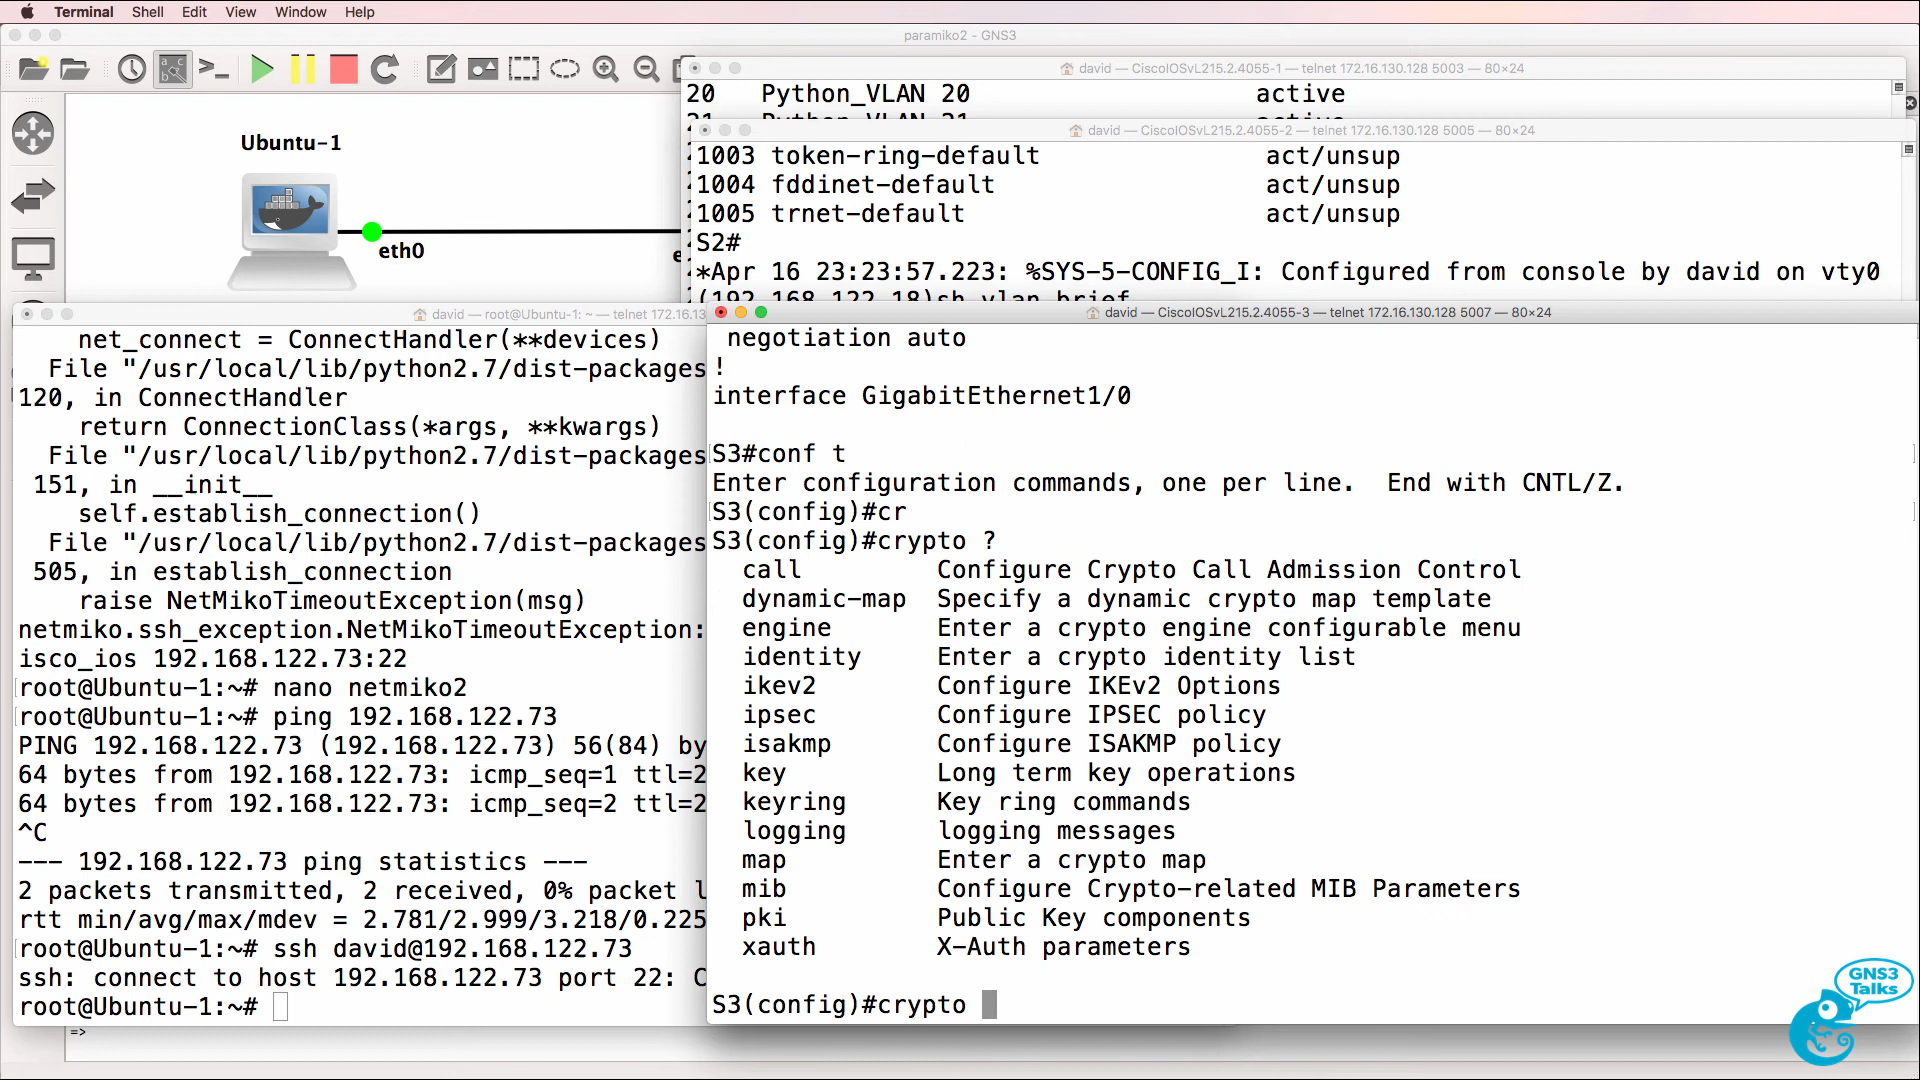 Terminal Shell Edit View Window Help
paramiko2 - GNS3
Ubuntu-1
eth0
e
david — CiscoIOSvL215.2.4055-1 — telnet 172.16.130.128 5003 — 80×24
20 Python_VLAN 20 active
21 Python_VLAN 21 active
david — CiscoIOSvL215.2.4055-2 — telnet 172.16.130.128 5005 — 80×24
1003 token-ring-default act/unsup
1004 fddinet-default act/unsup
1005 trnet-default act/unsup
S2#
*Apr 16 23:23:57.223: %SYS-5-CONFIG_I: Configured from console by david on vty0
(192.168.122.18)sh vlan brief
david — root@Ubuntu-1: ~ — telnet 172.16.13
net_connect = ConnectHandler(**devices)
File "/usr/local/lib/python2.7/dist-packages
120, in ConnectHandler
return ConnectionClass(*args, **kwargs)
File "/usr/local/lib/python2.7/dist-packages
151, in __init__
self.establish_connection()
File "/usr/local/lib/python2.7/dist-packages
505, in establish_connection
raise NetMikoTimeoutException(msg)
netmiko.ssh_exception.NetMikoTimeoutException:
isco_ios 192.168.122.73:22
root@Ubuntu-1:~# nano netmiko2
root@Ubuntu-1:~# ping 192.168.122.73
PING 192.168.122.73 (192.168.122.73) 56(84) by
64 bytes from 192.168.122.73: icmp_seq=1 ttl=2
64 bytes from 192.168.122.73: icmp_seq=2 ttl=2
^C
--- 192.168.122.73 ping statistics ---
2 packets transmitted, 2 received, 0% packet l
rtt min/avg/max/mdev = 2.781/2.999/3.218/0.225
root@Ubuntu-1:~# ssh david@192.168.122.73
ssh: connect to host 192.168.122.73 port 22: C
root@Ubuntu-1:~#
=>
david — CiscoIOSvL215.2.4055-3 — telnet 172.16.130.128 5007 — 80×24
negotiation auto
!
interface GigabitEthernet1/0
S3#conf t
Enter configuration commands, one per line. End with CNTL/Z.
S3(config)#cr
S3(config)#crypto ?
call Configure Crypto Call Admission Control
dynamic-map Specify a dynamic crypto map template
engine Enter a crypto engine configurable menu
identity Enter a crypto identity list
ikev2 Configure IKEv2 Options
ipsec Configure IPSEC policy
isakmp Configure ISAKMP policy
key Long term key operations
keyring Key ring commands
logging logging messages
map Enter a crypto map
mib Configure Crypto-related MIB Parameters
pki Public Key components
xauth X-Auth parameters
S3(config)#crypto
GNS3
Talks